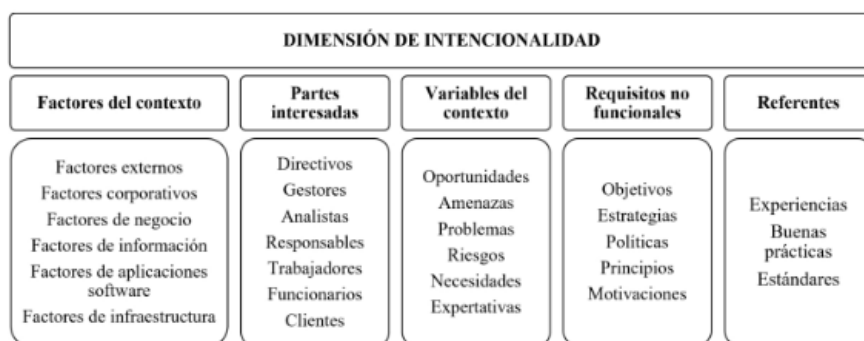 DIMENSIÓN DE INTENCIONALIDAD
Factores del contexto
Partes
interesadas
Variables del
contexto
Requisitos no
funcionales
Referentes
Factores externos
Factores corporativos
Factores de negocio
Factores de información
Factores de aplicaciones
software
Factores de infraestructura
Directivos
Gestores
Analistas
Responsables
Trabajadores
Funcionarios
Clientes
Oportunidades
Amenazas
Problemas
Riesgos
Necesidades
Expertativas
Objetivos
Estrategias
Políticas
Principios
Motivaciones
Experiencias
Buenas
prácticas
Estándares